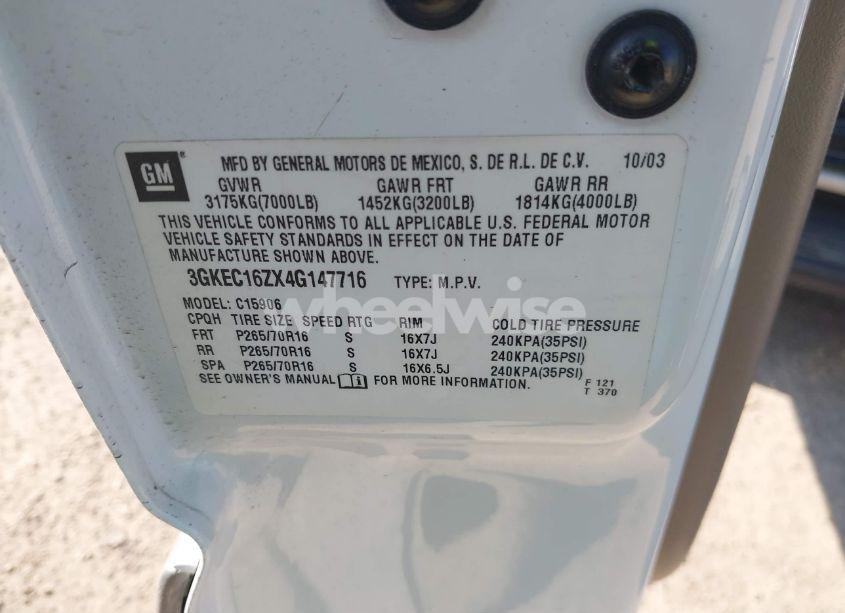 GM
MFD BY GENERAL MOTORS DE MEXICO, S. DE R.L. DE C.V. 10/03
GVWR GAWR FRT GAWR RR
3175KG(7000LB) 1452KG(3200LB) 1814KG(4000LB)
THIS VEHICLE CONFORMS TO ALL APPLICABLE U.S. FEDERAL MOTOR
VEHICLE SAFETY STANDARDS IN EFFECT ON THE DATE OF
MANUFACTURE SHOWN ABOVE.
3GKEC16ZX4G147716 TYPE: M.P.V.
MODEL: C15906
wheelwise
CPQH TIRE SIZE SPEED RTG RIM COLD TIRE PRESSURE
FRT P265/70R16 S 16X7J 240KPA(35PSI)
RR P265/70R16 S 16X7J 240KPA(35PSI)
SPA P265/70R16 S 16X6.5J 240KPA(35PSI)
SEE OWNER'S MANUAL FOR MORE INFORMATION. F 121
T 370